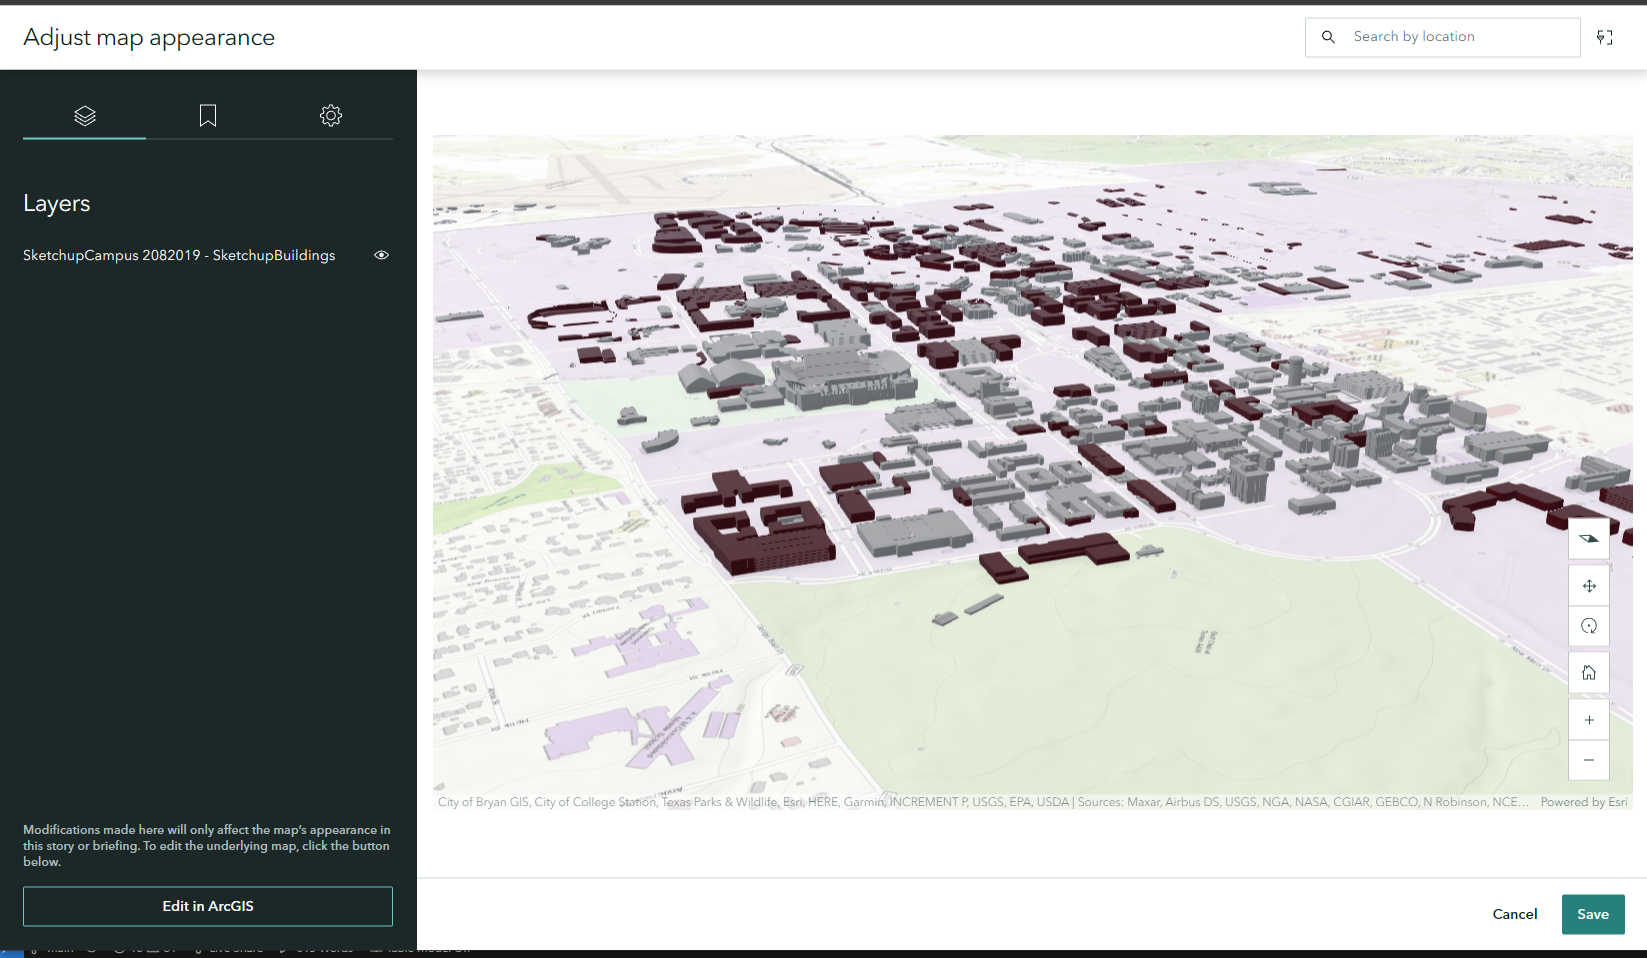 Adjust map appearance
Search by location
Layers
SketchupCampus 2082019 - SketchupBuildings
Modifications made here will only affect the map's appearance in
this story or briefing. To edit the underlying map, click the button
below.
Edit in ArcGIS
City of Bryan GIS, City of College Station, Texas Parks & Wildlife, Esri, HERE, Garmin, INCREMENT P, USGS, EPA, USDA | Sources: Maxar, Airbus DS, USGS, NGA, NASA, CGIAR, GEBCO, N Robinson, NCE... Powered by Esri
Cancel
Save